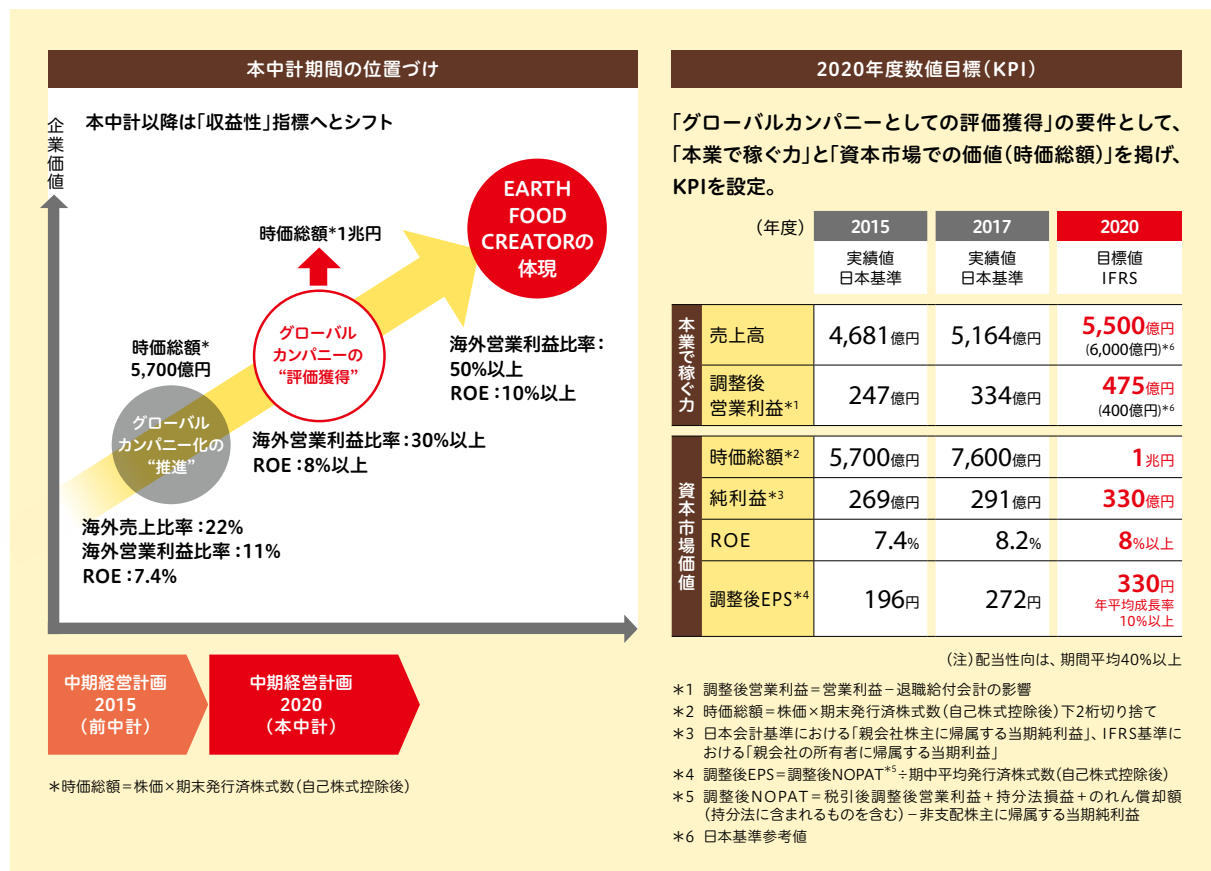 本中計期間の位置づけ
企業価値
本中計以降は「収益性」指標へとシフト
EARTH
FOOD
CREATORの
体現
時価総額*1兆円
グローバル
カンパニーの
“評価獲得”
時価総額*
5,700億円
グローバル
カンパニー化の
“推進”
海外営業利益比率：
50%以上
ROE：10%以上
海外営業利益比率：30%以上
ROE：8%以上
海外売上比率：22%
海外営業利益比率：11%
ROE：7.4%
中期経営計画
2015
（前中計）
中期経営計画
2020
（本中計）
＊時価総額＝株価×期末発行済株式数（自己株式控除後）
2020年度数値目標（KPI）
「グローバルカンパニーとしての評価獲得」の要件として、
「本業で稼ぐ力」と「資本市場での価値（時価総額）」を掲げ、
KPIを設定。
（年度） 2015 2017 2020
実績値 実績値 目標値
日本基準 日本基準 IFRS
本業で稼ぐ力
売上高 4,681億円 5,164億円 5,500億円
(6,000億円)*6
調整後
営業利益*1 247億円 334億円 475億円
(400億円)*6
資本市場価値
時価総額*2 5,700億円 7,600億円 1兆円
純利益*3 269億円 291億円 330億円
ROE 7.4% 8.2% 8%以上
調整後EPS*4 196円 272円 330円
年平均成長率
10%以上
（注）配当性向は、期間平均40%以上
＊1 調整後営業利益＝営業利益－退職給付会計の影響
＊2 時価総額＝株価×期末発行済株式数（自己株式控除後）下2桁切り捨て
＊3 日本会計基準における「親会社株主に帰属する当期純利益」、IFRS基準に
おける「親会社の所有者に帰属する当期利益」
＊4 調整後EPS＝調整後NOPAT*5÷期中平均発行済株式数（自己株式控除後）
＊5 調整後NOPAT＝税引後調整後営業利益＋持分法損益＋のれん償却額
（持分法に含まれるものを含む）－非支配株主に帰属する当期純利益
＊6 日本基準参考値